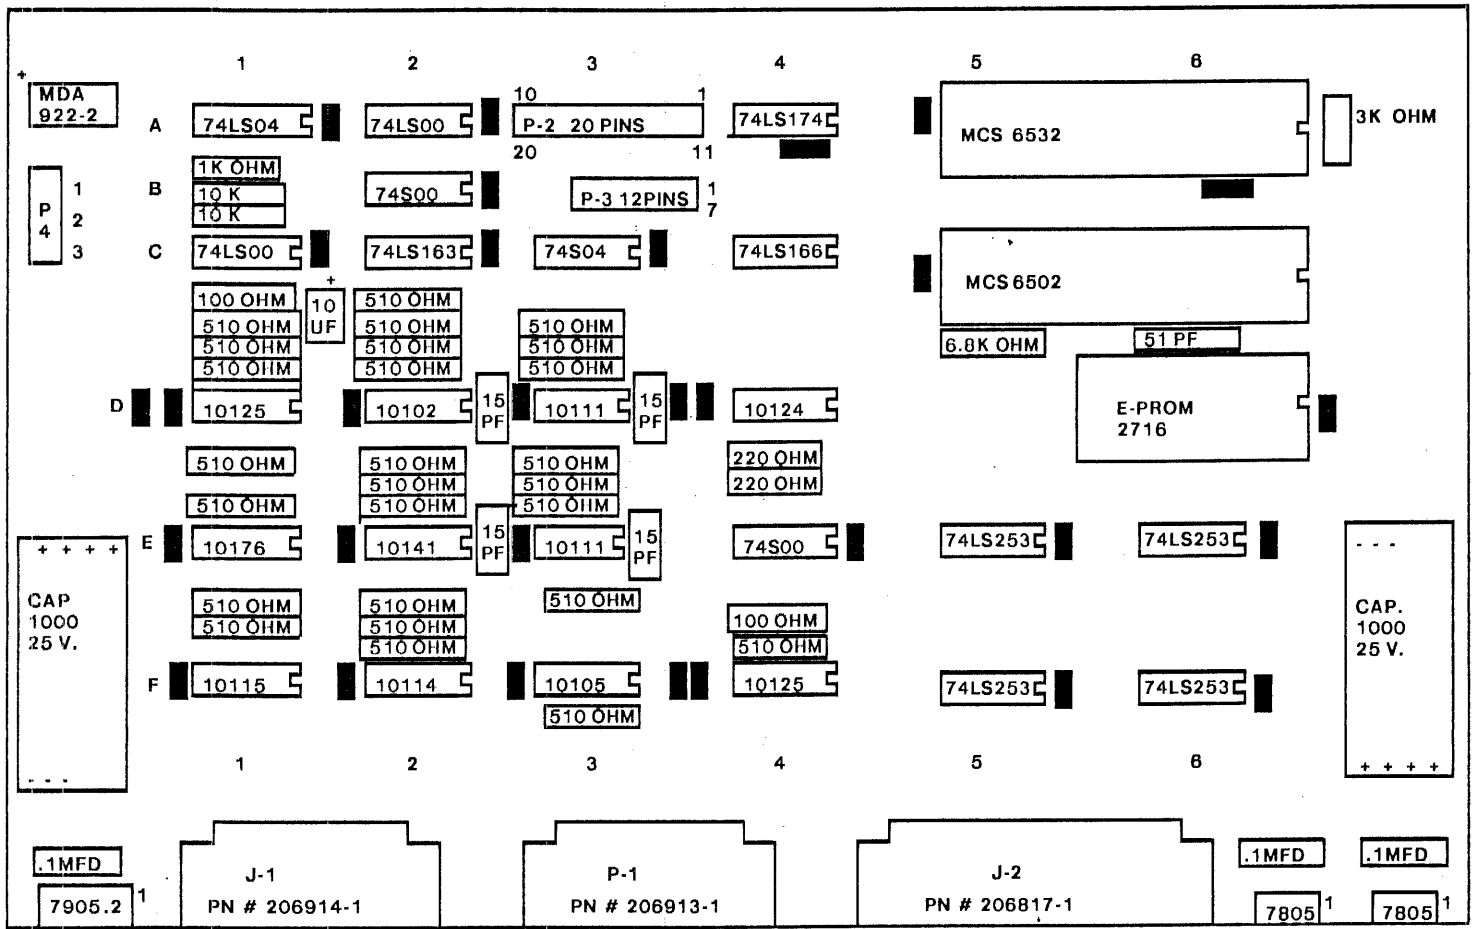 1 2 3 4 5 6
+
MDA
922-2
A
74LS04
74LS00
10 1
P-2 20 PINS
20 11
74LS174
MCS 6532
3K OHM
P
4
1
2
3
B
1K OHM
10 K
10 K
74S00
P-3 12PINS
1
7
C
74LS00
74LS163
74S04
74LS166
MCS 6502
100 OHM
510 OHM
510 OHM
510 OHM
+
10
UF
510 OHM
510 OHM
510 OHM
510 OHM
510 OHM
510 OHM
510 OHM
6.8K OHM
51 PF
D
10125
10102
15
PF
10111
15
PF
10124
E-PROM
2716
510 OHM
510 OHM
510 OHM
510 OHM
510 OHM
510 OHM
510 OHM
510 OHM
220 OHM
220 OHM
E
10176
10141
15
PF
10111
15
PF
74S00
74LS253
74LS253
+ + + +
CAP
1000
25 V.
- - -
- - -
CAP.
1000
25 V.
+ + + +
510 OHM
510 OHM
510 OHM
510 OHM
510 OHM
510 OHM
100 OHM
510 OHM
F
10115
10114
10105
10125
74LS253
74LS253
510 OHM
1 2 3 4 5 6
.1MFD
7905.2
1
J-1
PN # 206914-1
P-1
PN # 206913-1
J-2
PN # 206817-1
.1MFD
7805
1
.1MFD
7805
1